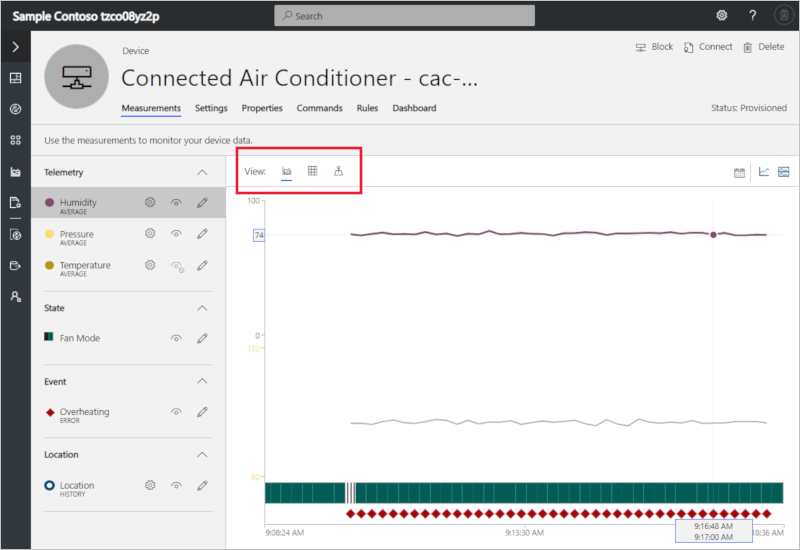 Sample Contoso tzco08yz2p
Search
?
Device
Block
Connect
Delete
Connected Air Conditioner - cac-...
Measurements
Settings
Properties
Commands
Rules
Dashboard
Status: Provisioned
Use the measurements to monitor your device data.
Telemetry
Humidity
AVERAGE
Pressure
AVERAGE
Temperature
AVERAGE
State
Fan Mode
Event
Overheating
ERROR
Location
Location
HISTORY
View:
100
74
0
110
80
9:08:24 AM
9:13:30 AM
9:16:48 AM
9:17:00 AM
18:36 AM